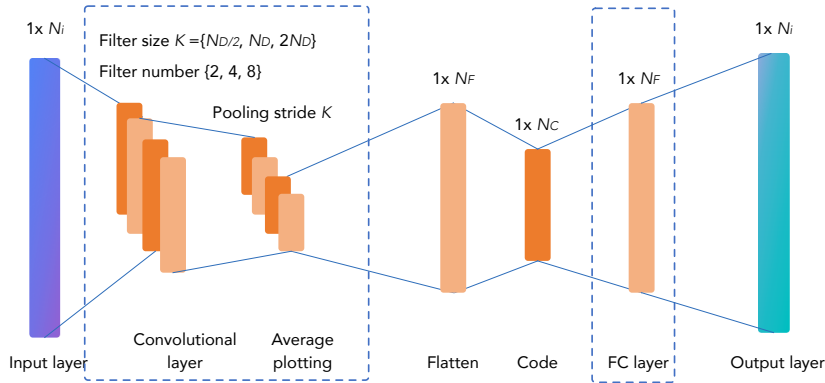 1x Ni
Filter size K ={ND/2, ND, 2ND}
Filter number {2, 4, 8}
Pooling stride K
1x NF
1x NC
1x NF
1x Ni
Input layer
Convolutional
layer
Average
plotting
Flatten
Code
FC layer
Output layer